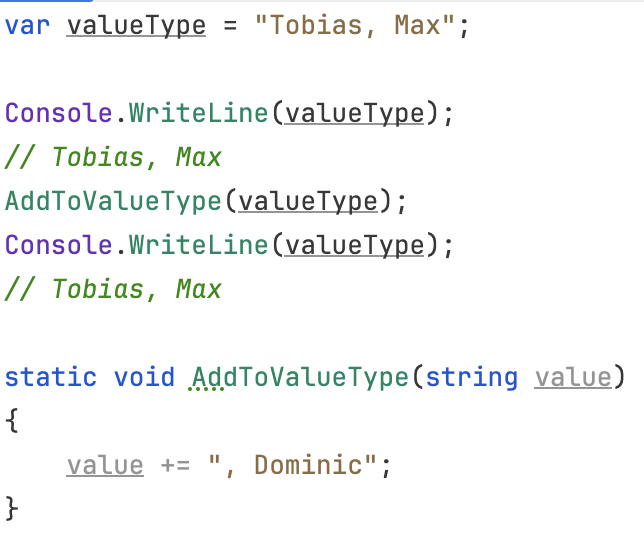 var valueType = "Tobias, Max";
Console.WriteLine(valueType);
// Tobias, Max
AddToValueType(valueType);
Console.WriteLine(valueType);
// Tobias, Max
static void AddToValueType(string value)
{
    value += ", Dominic";
}